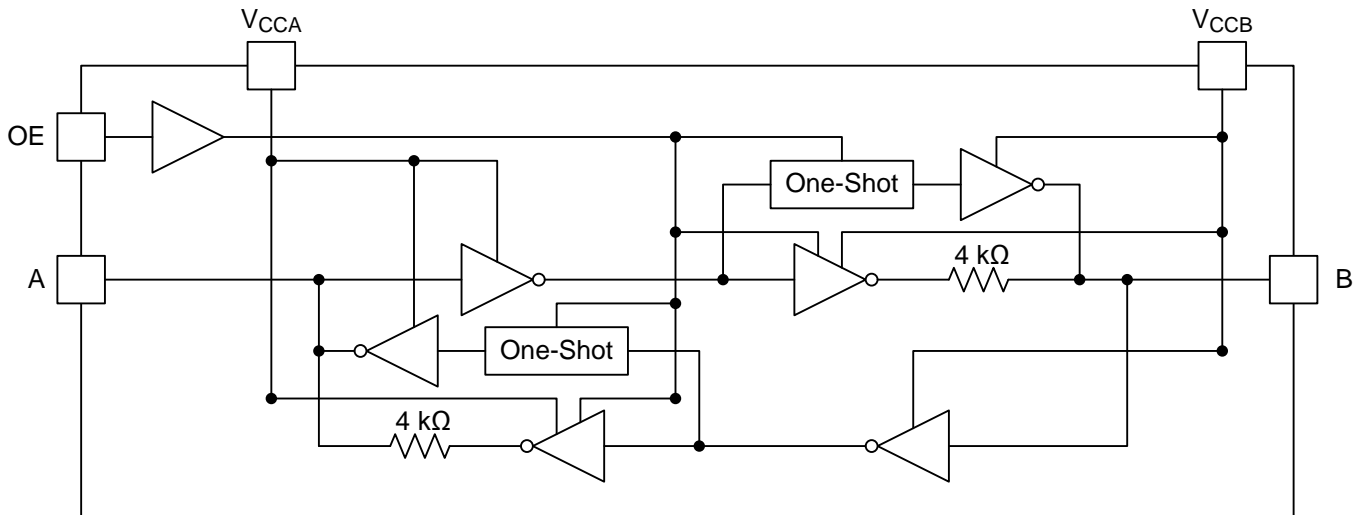 VCCA
VCCB
OE
One-Shot
A
4 kΩ
B
One-Shot
4 kΩ